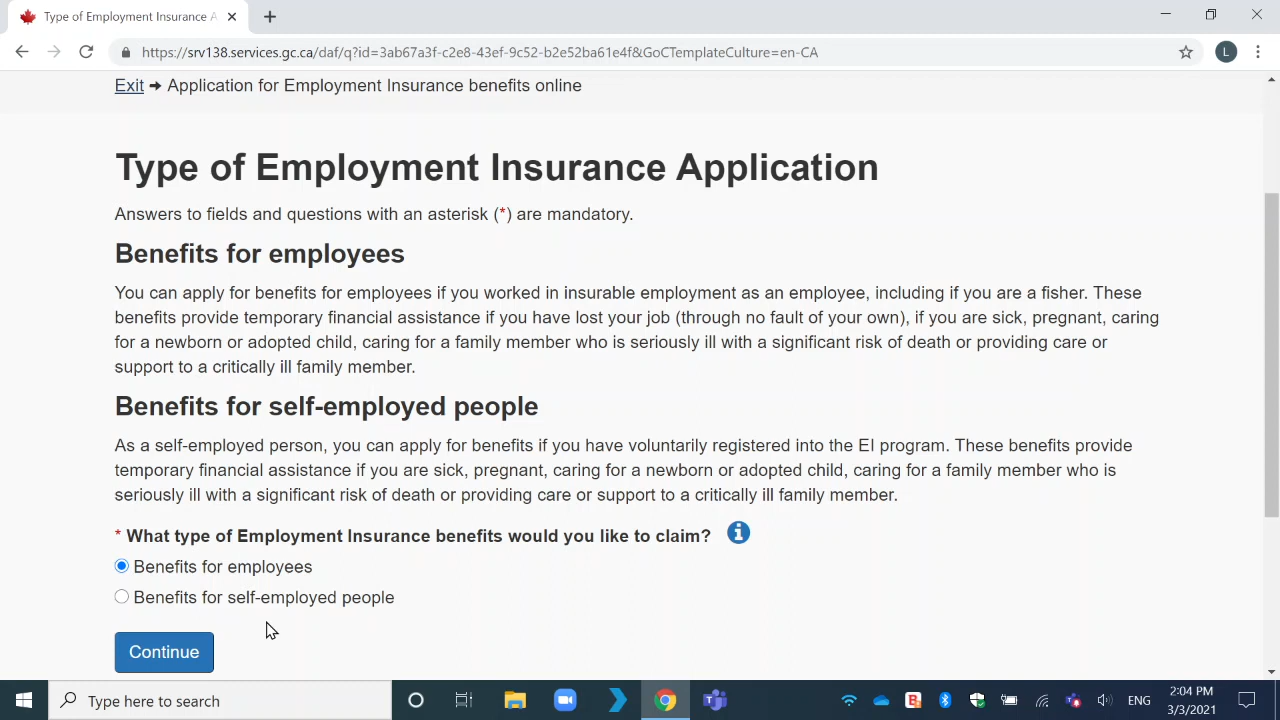 Type of Employment Insurance A
https://srv138.services.gc.ca/daf/q?id=3ab67a3f-c2e8-43ef-9c52-b2e52ba61e4f&GoCTemplateCulture=en-CA
L
Exit ➞ Application for Employment Insurance benefits online
Type of Employment Insurance Application
Answers to fields and questions with an asterisk (*) are mandatory.
Benefits for employees
You can apply for benefits for employees if you worked in insurable employment as an employee, including if you are a fisher. These
benefits provide temporary financial assistance if you have lost your job (through no fault of your own), if you are sick, pregnant, caring
for a newborn or adopted child, caring for a family member who is seriously ill with a significant risk of death or providing care or
support to a critically ill family member.
Benefits for self-employed people
As a self-employed person, you can apply for benefits if you have voluntarily registered into the EI program. These benefits provide
temporary financial assistance if you are sick, pregnant, caring for a newborn or adopted child, caring for a family member who is
seriously ill with a significant risk of death or providing care or support to a critically ill family member.
* What type of Employment Insurance benefits would you like to claim?
Benefits for employees
Benefits for self-employed people
Continue
Type here to search
ENG
2:04 PM
3/3/2021